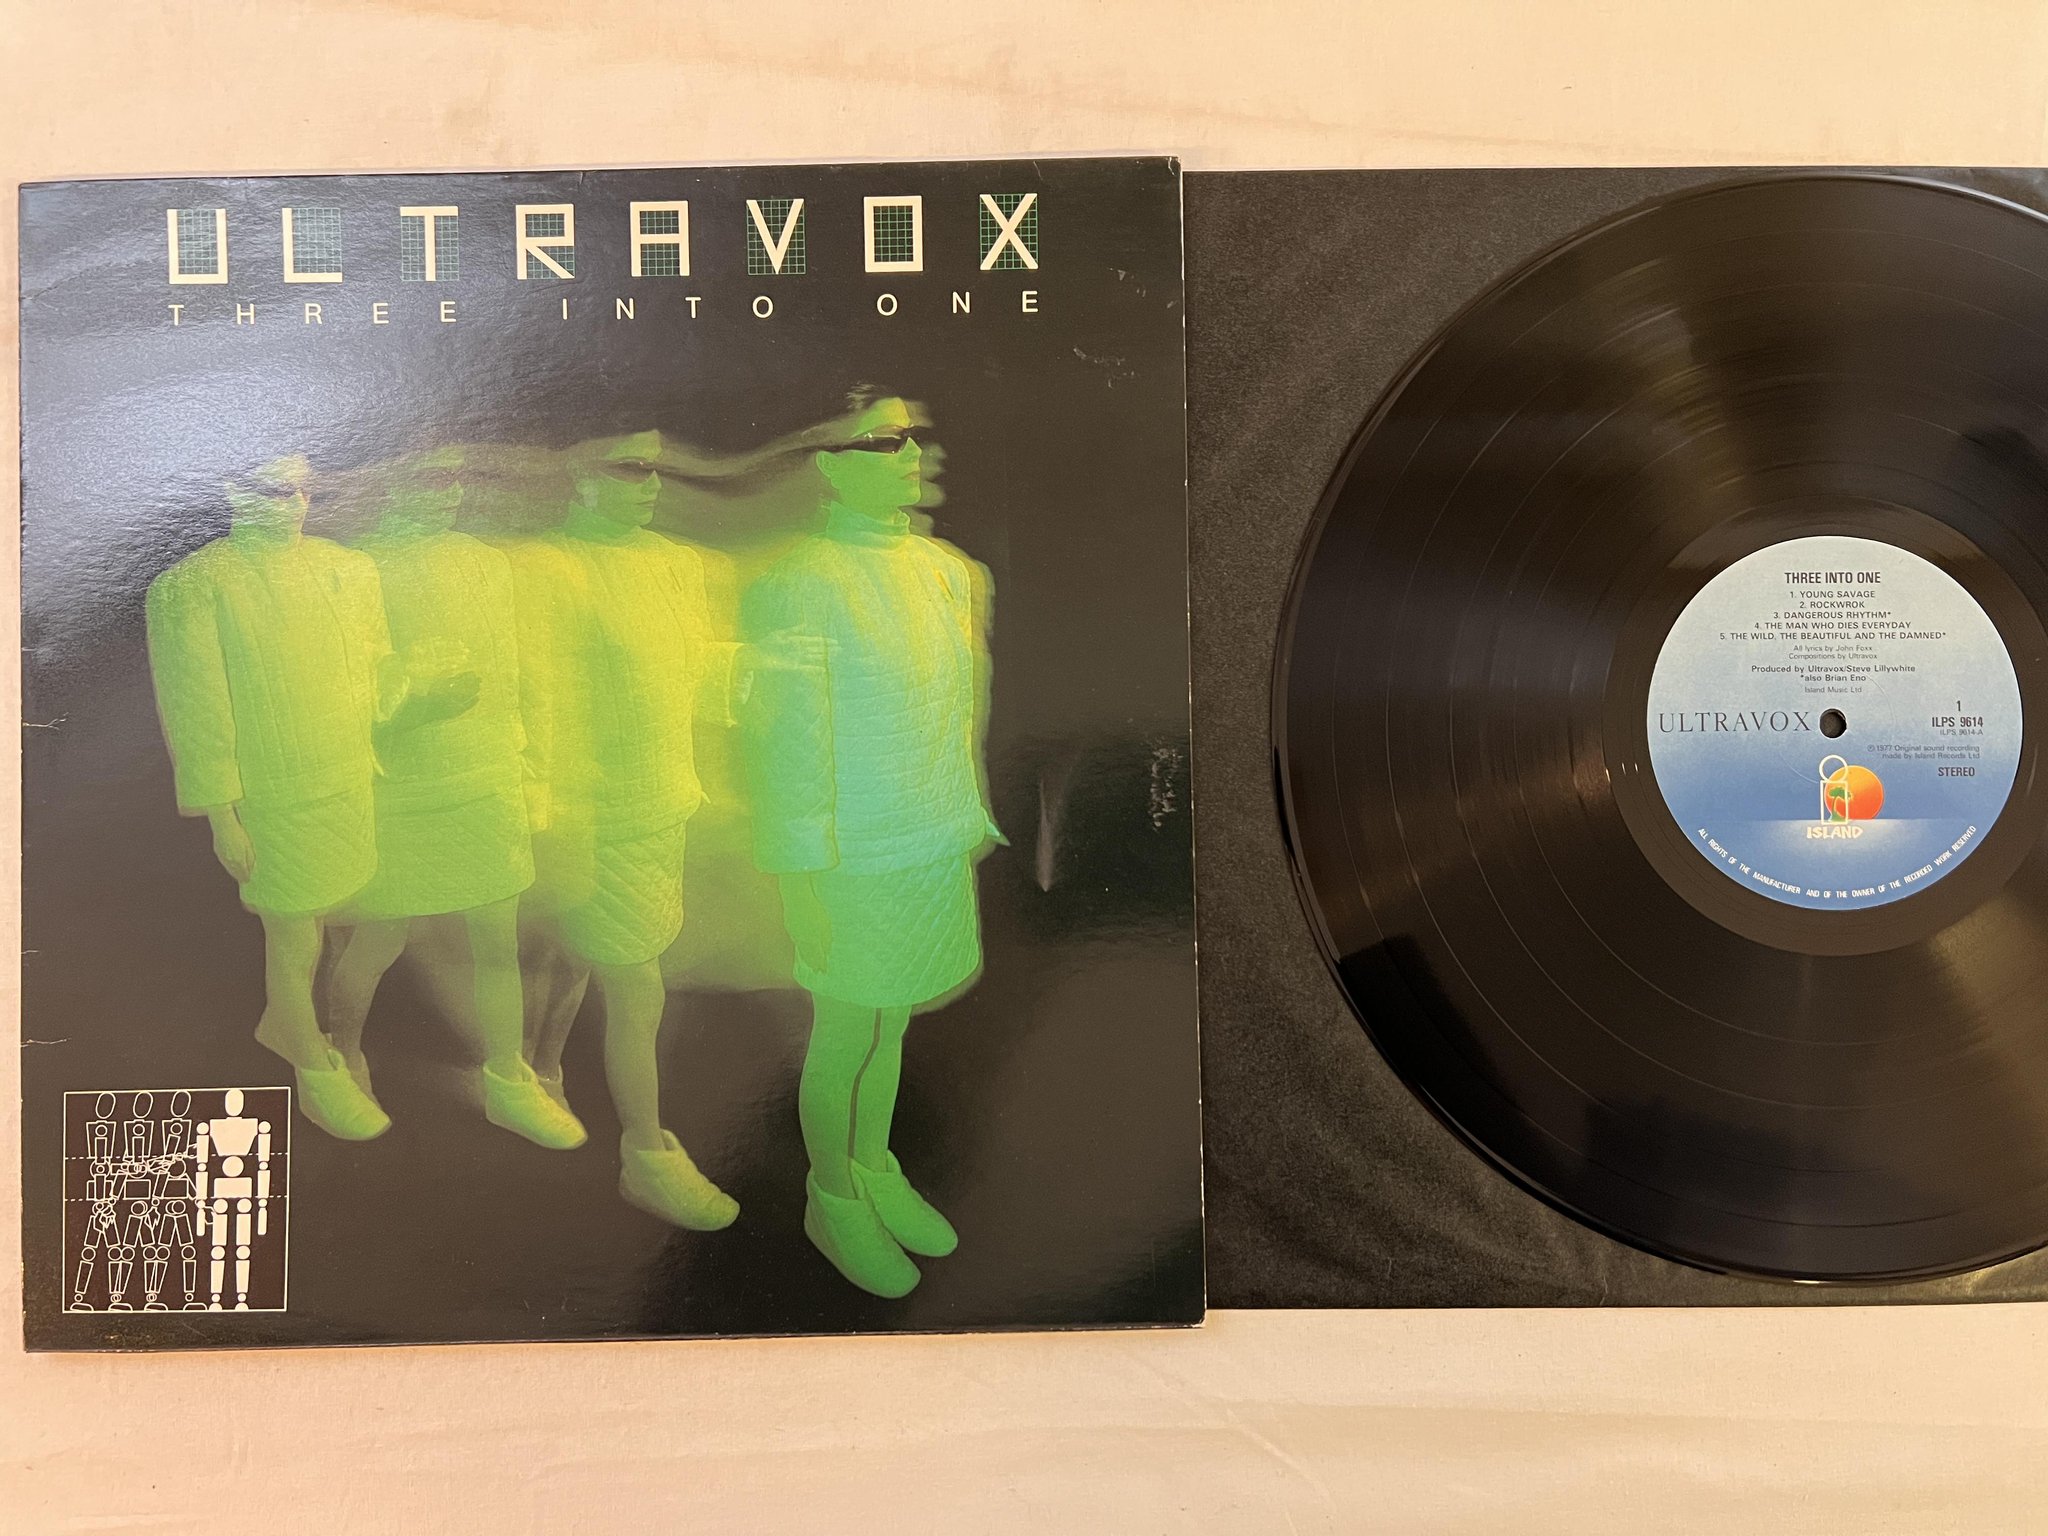 ULTRAVOX
THREE INTO ONE
THREE INTO ONE
1. YOUNG SAVAGE
2. ROCKWROK
3. DANGEROUS RHYTHM*
4. THE MAN WHO DIES EVERYDAY
5. THE WILD, THE BEAUTIFUL AND THE DAMNED*
All lyrics by John Foxx
Compositions by Ultravox
Produced by Ultravox/Steve Lillywhite
*also Brian Eno
Island Music Ltd
ULTRAVOX
1
ILPS 9614
ILPS 9614-A
℗1977 Original sound recording
made by Island Records Ltd
STEREO
ISLAND
ALL RIGHTS OF THE MANUFACTURER AND OF THE OWNER OF THE RECORDED WORK RESERVED